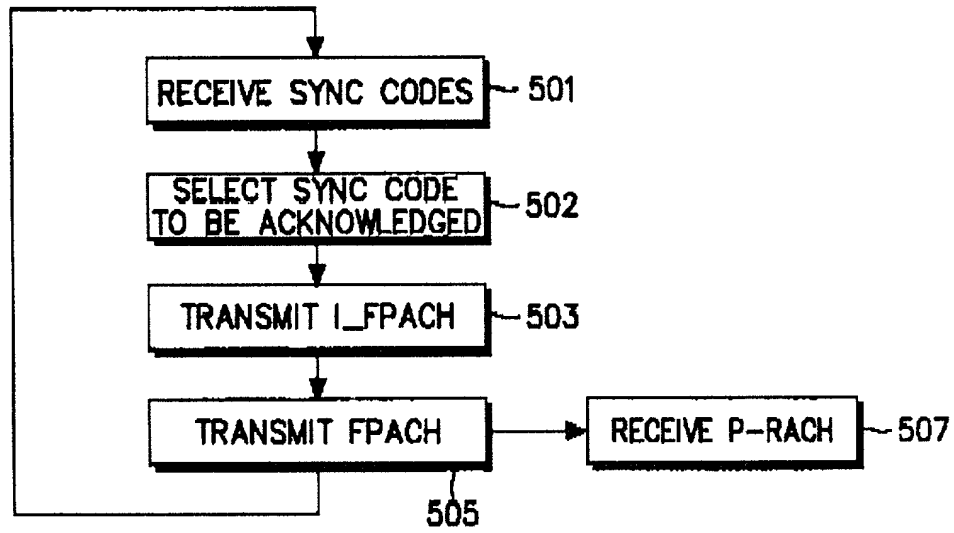 RECEIVE SYNC CODES
501
SELECT SYNC CODE
TO BE ACKNOWLEDGED
502
TRANSMIT I_FPACH
503
TRANSMIT FPACH
505
RECEIVE P-RACH
507